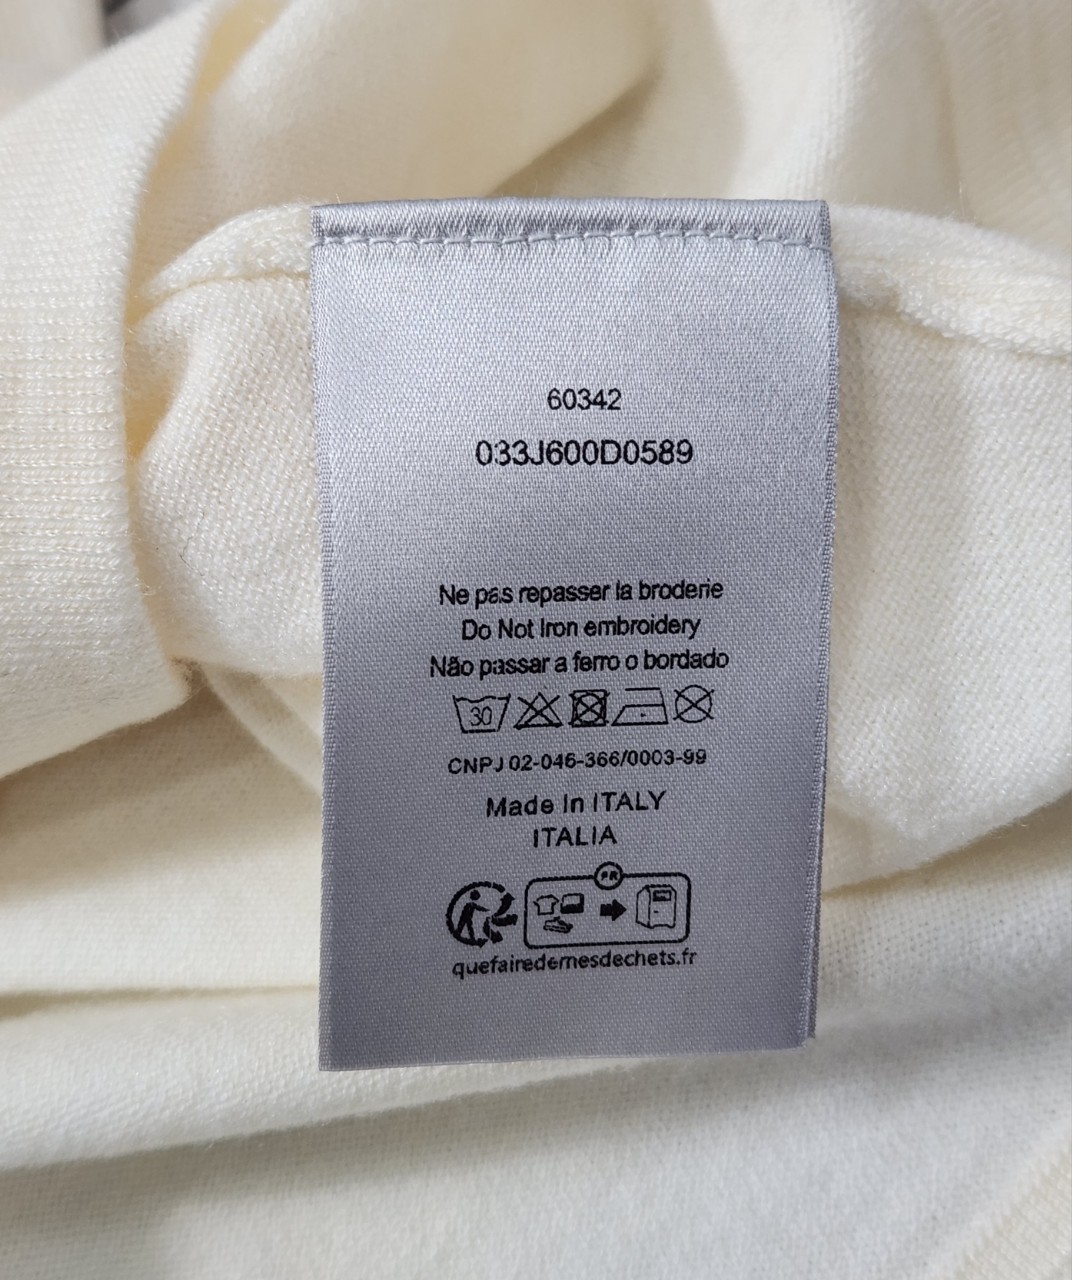 60342
033J600D0589
Ne pas repasser la broderie
Do Not Iron embroidery
Não passar a ferro o bordado
30
CNPJ 02-046-366/0003-99
Made In ITALY
ITALIA
FR
quefairedemesdechets.fr